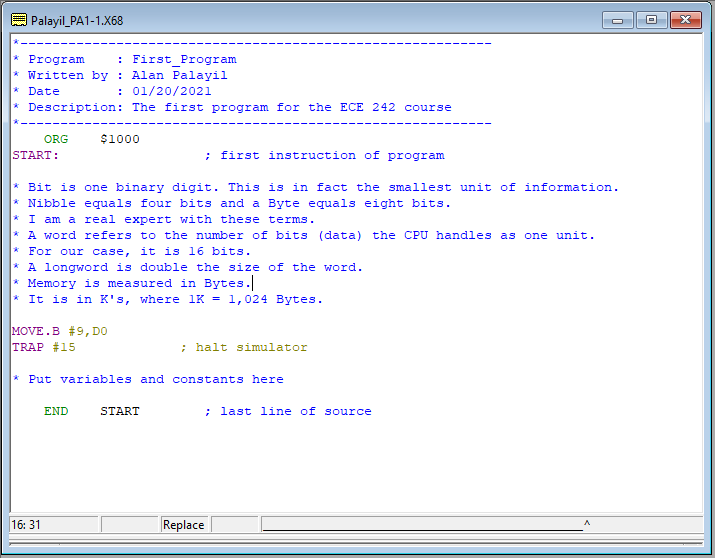 Palayil_PA1-1.X68
*-----------------------------------------------------------
* Program    : First_Program
* Written by : Alan Palayil
* Date       : 01/20/2021
* Description: The first program for the ECE 242 course
*-----------------------------------------------------------
    ORG    $1000
START:                  ; first instruction of program
* Bit is one binary digit. This is in fact the smallest unit of information.
* Nibble equals four bits and a Byte equals eight bits.
* I am a real expert with these terms.
* A word refers to the number of bits (data) the CPU handles as one unit.
* For our case, it is 16 bits.
* A longword is double the size of the word.
* Memory is measured in Bytes.
* It is in K's, where 1K = 1,024 Bytes.
MOVE.B #9,D0
TRAP #15             ; halt simulator
* Put variables and constants here
    END    START        ; last line of source
16: 31 Replace ________________________________________^